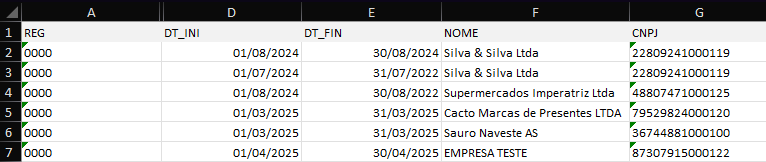 A D E F G
1 REG DT_INI DT_FIN NOME CNPJ
2 0000 01/08/2024 30/08/2024 Silva & Silva Ltda 22809241000119
3 0000 01/07/2024 31/07/2022 Silva & Silva Ltda 22809241000119
4 0000 01/08/2024 30/08/2022 Supermercados Imperatriz Ltda 48807471000125
5 0000 01/03/2025 31/03/2025 Cacto Marcas de Presentes LTDA 79529824000120
6 0000 01/03/2025 31/03/2025 Sauro Naveste AS 36744881000100
7 0000 01/04/2025 30/04/2025 EMPRESA TESTE 87307915000122